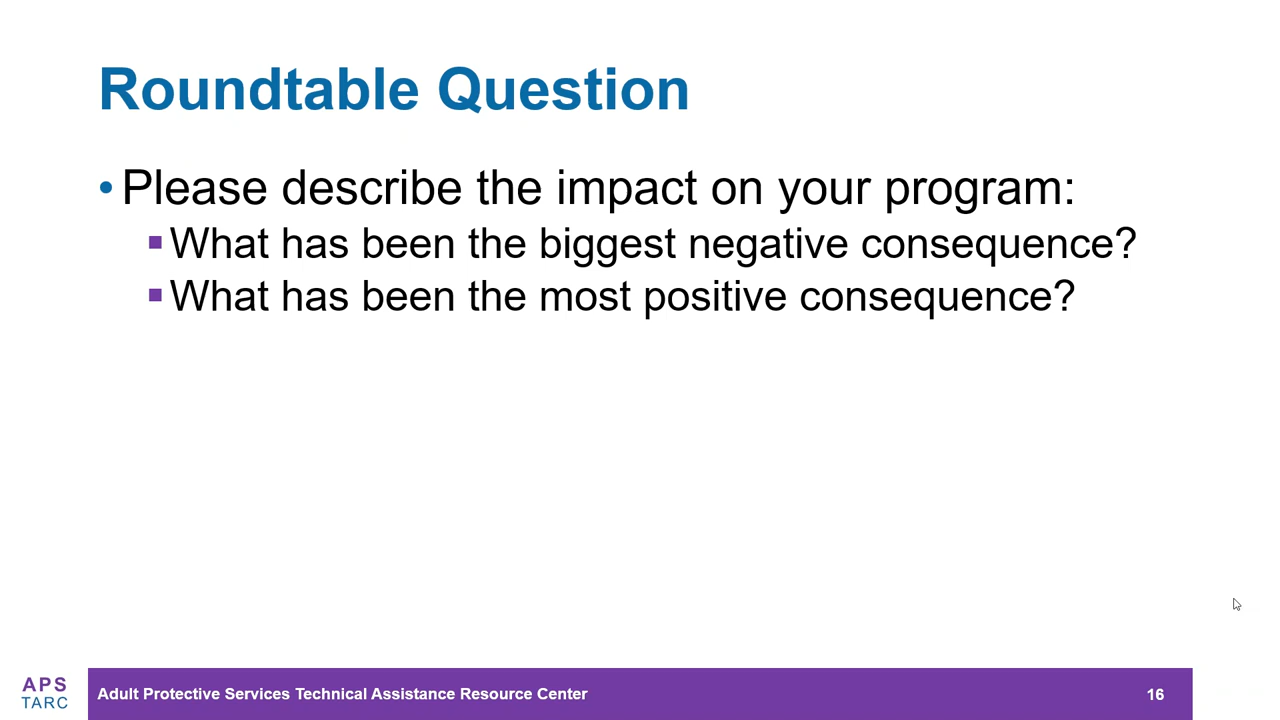 Roundtable Question
• Please describe the impact on your program:
▪ What has been the biggest negative consequence?
▪ What has been the most positive consequence?
APS
TARC
Adult Protective Services Technical Assistance Resource Center
16